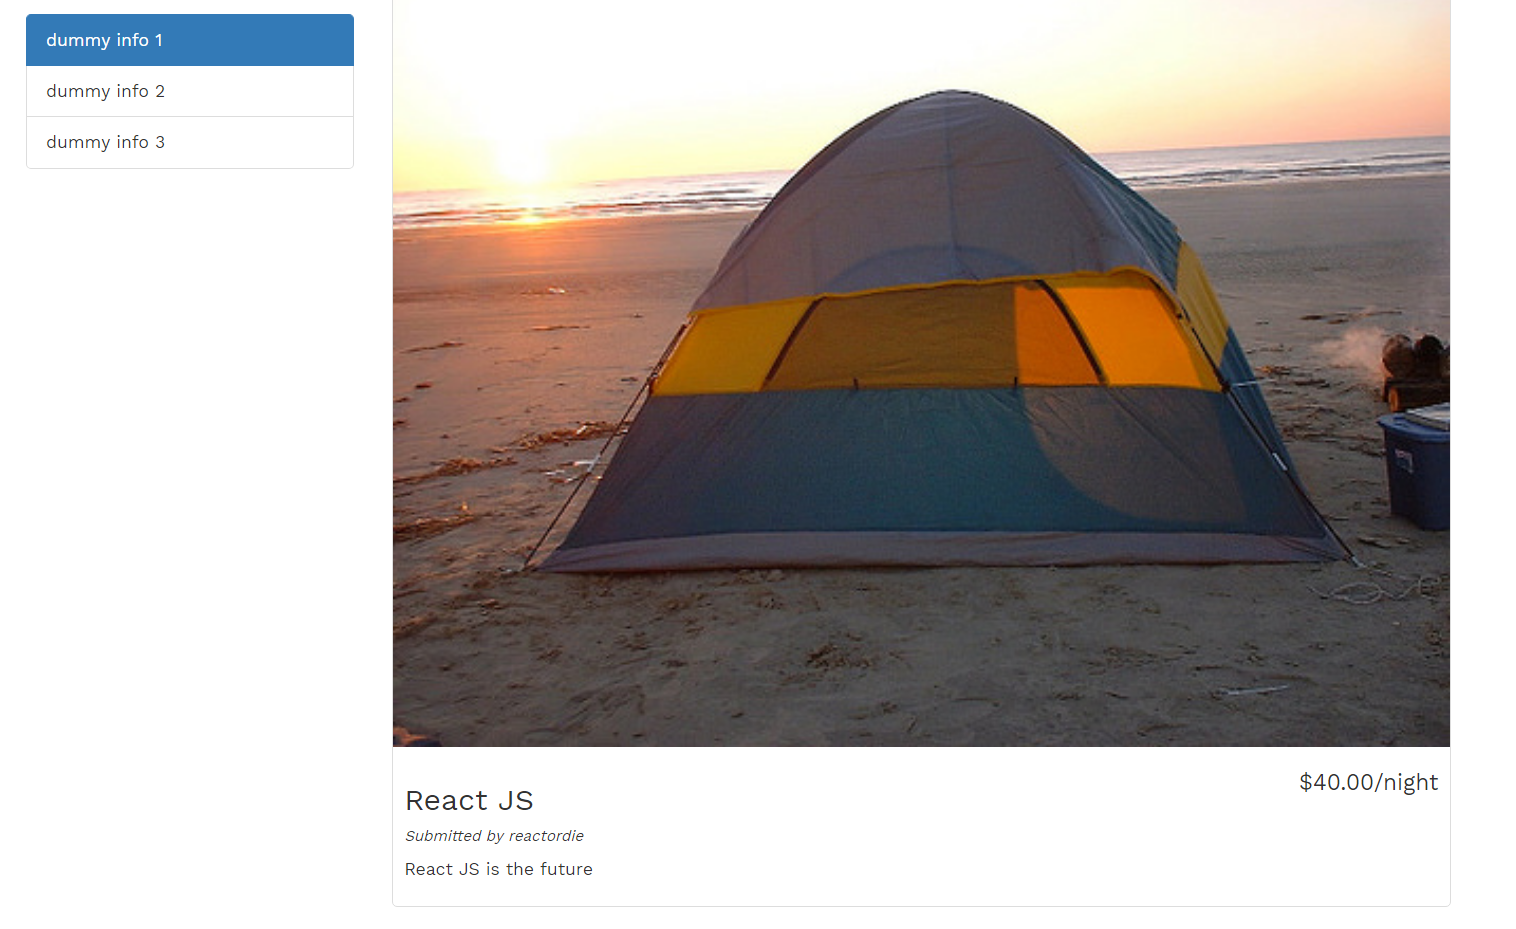 dummy info 1
dummy info 2
dummy info 3
React JS
$40.00/night
Submitted by reactordie
React JS is the future